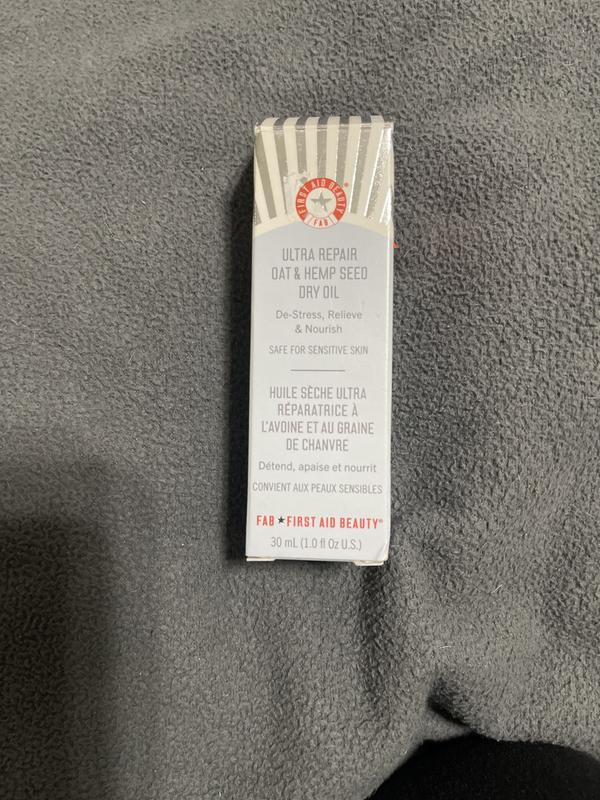 FIRST AID BEAUTY
FAB
ULTRA REPAIR
OAT & HEMP SEED
DRY OIL
De-Stress, Relieve
& Nourish
SAFE FOR SENSITIVE SKIN
HUILE SÈCHE ULTRA
RÉPARATRICE À
L'AVOINE ET AU GRAINE
DE CHANVRE
Détend, apaise et nourrit
CONVIENT AUX PEAUX SENSIBLES
FAB ★ FIRST AID BEAUTY®
30 mL (1.0 fl Oz U.S.)